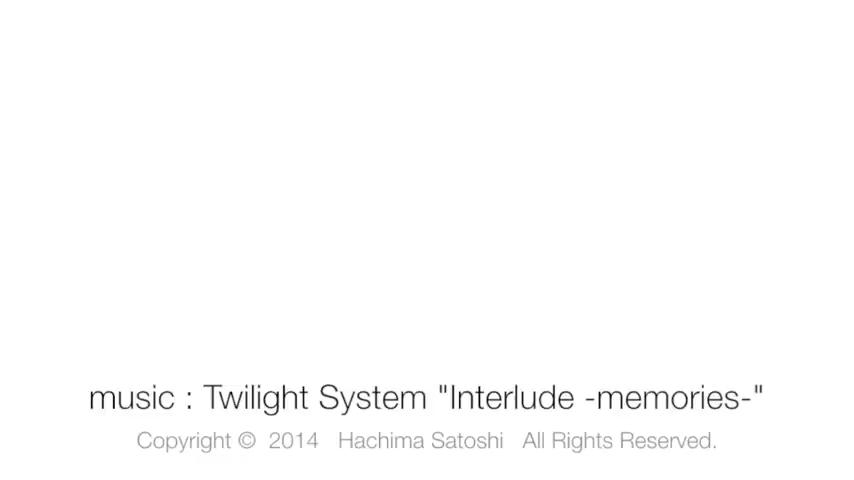 music : Twilight System "Interlude -memories-"
Copyright © 2014 Hachima Satoshi All Rights Reserved.